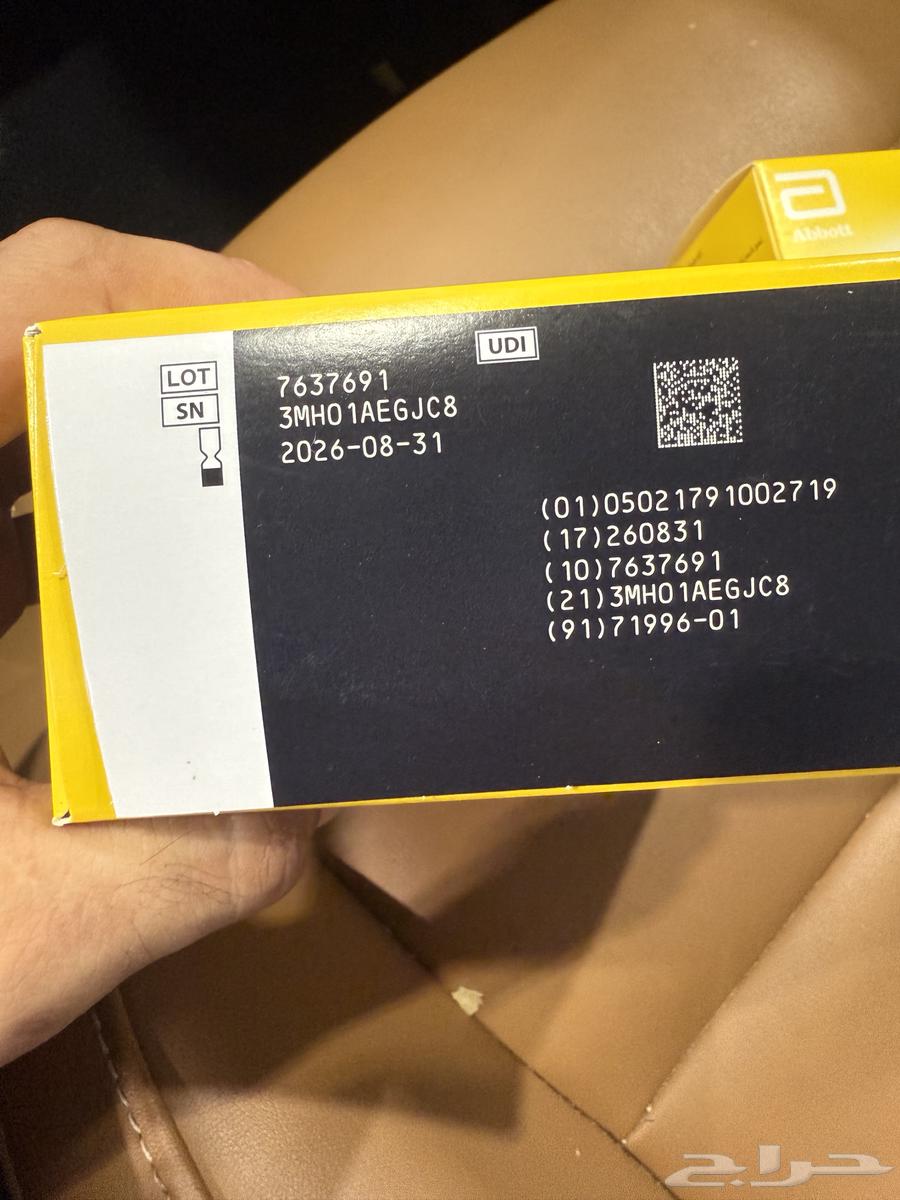 Abbott
UDI
LOT 7637691
SN 3MH01AEGJC8
2026-08-31
(01)05021791002719
(17)260831
(10)7637691
(21)3MH01AEGJC8
(91)71996-01
حراج